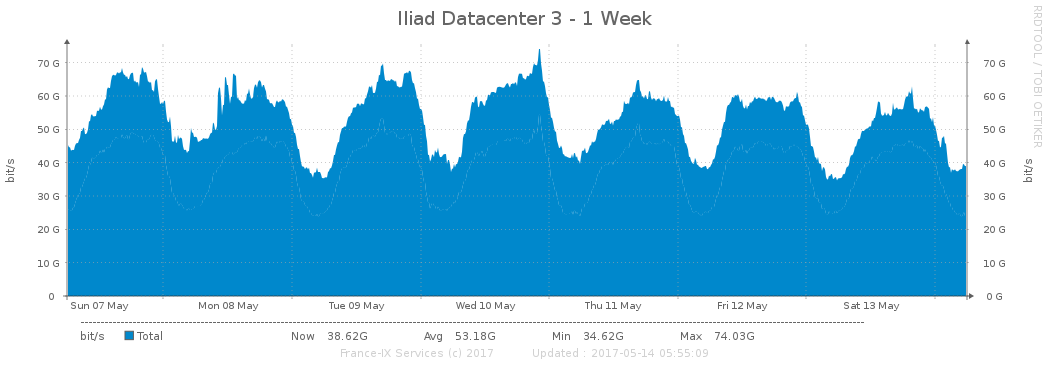 Iliad Datacenter 3 - 1 Week
RRDTOOL / TOBI OETIKER
bit/s
70 G 70 G
60 G 60 G
50 G 50 G
40 G 40 G
30 G 30 G
20 G 20 G
10 G 10 G
0 0 G
bit/s
Sun 07 May Mon 08 May Tue 09 May Wed 10 May Thu 11 May Fri 12 May Sat 13 May
bit/s Total Now 38.62G Avg 53.18G Min 34.62G Max 74.03G
France-IX Services (c) 2017 Updated : 2017-05-14 05:55:09